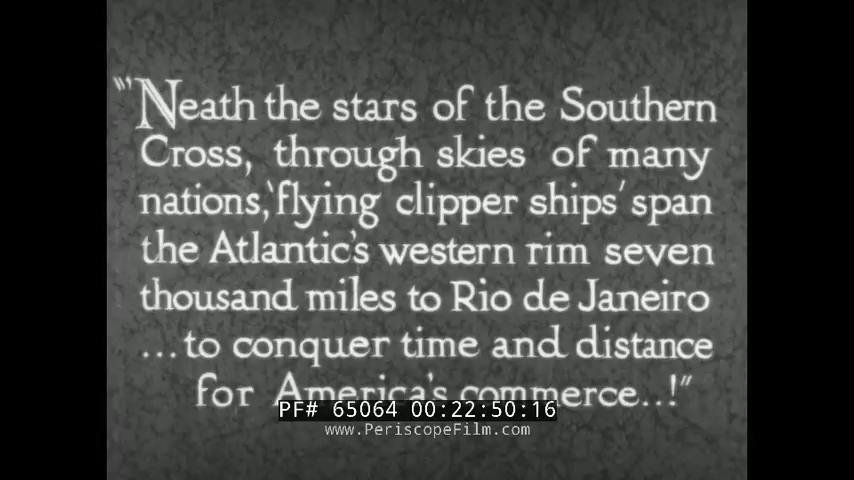 "'Neath the stars of the Southern
Cross, through skies of many
nations, 'flying clipper ships' span
the Atlantic's western rim seven
thousand miles to Rio de Janeiro
...to conquer time and distance
for America's commerce..!"
PF# 65064 00:22:50:16
www.PeriscopeFilm.com